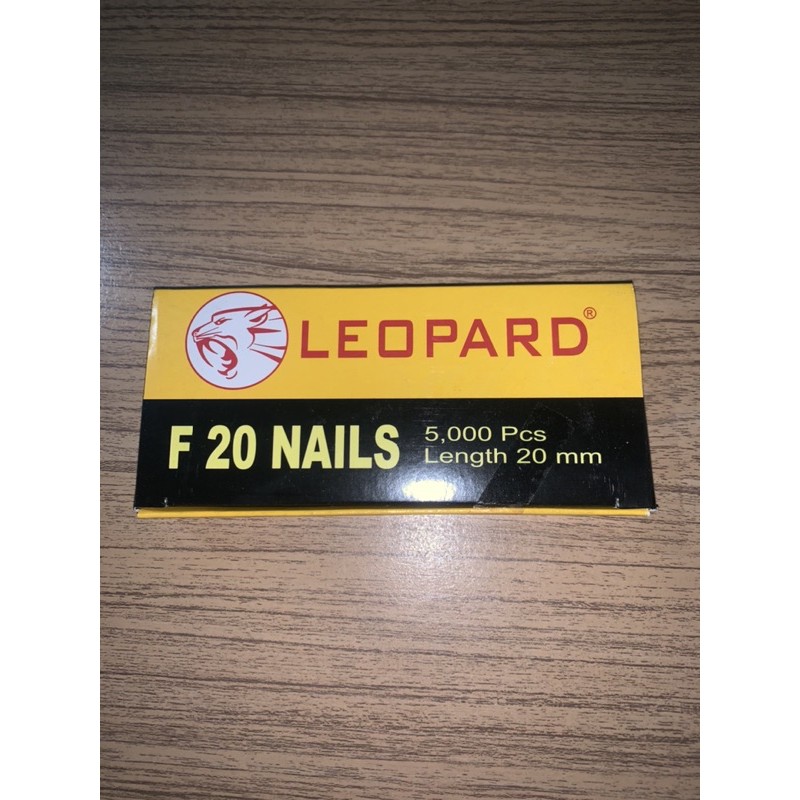 LEOPARD®
F 20 NAILS
5,000 Pcs
Length 20 mm